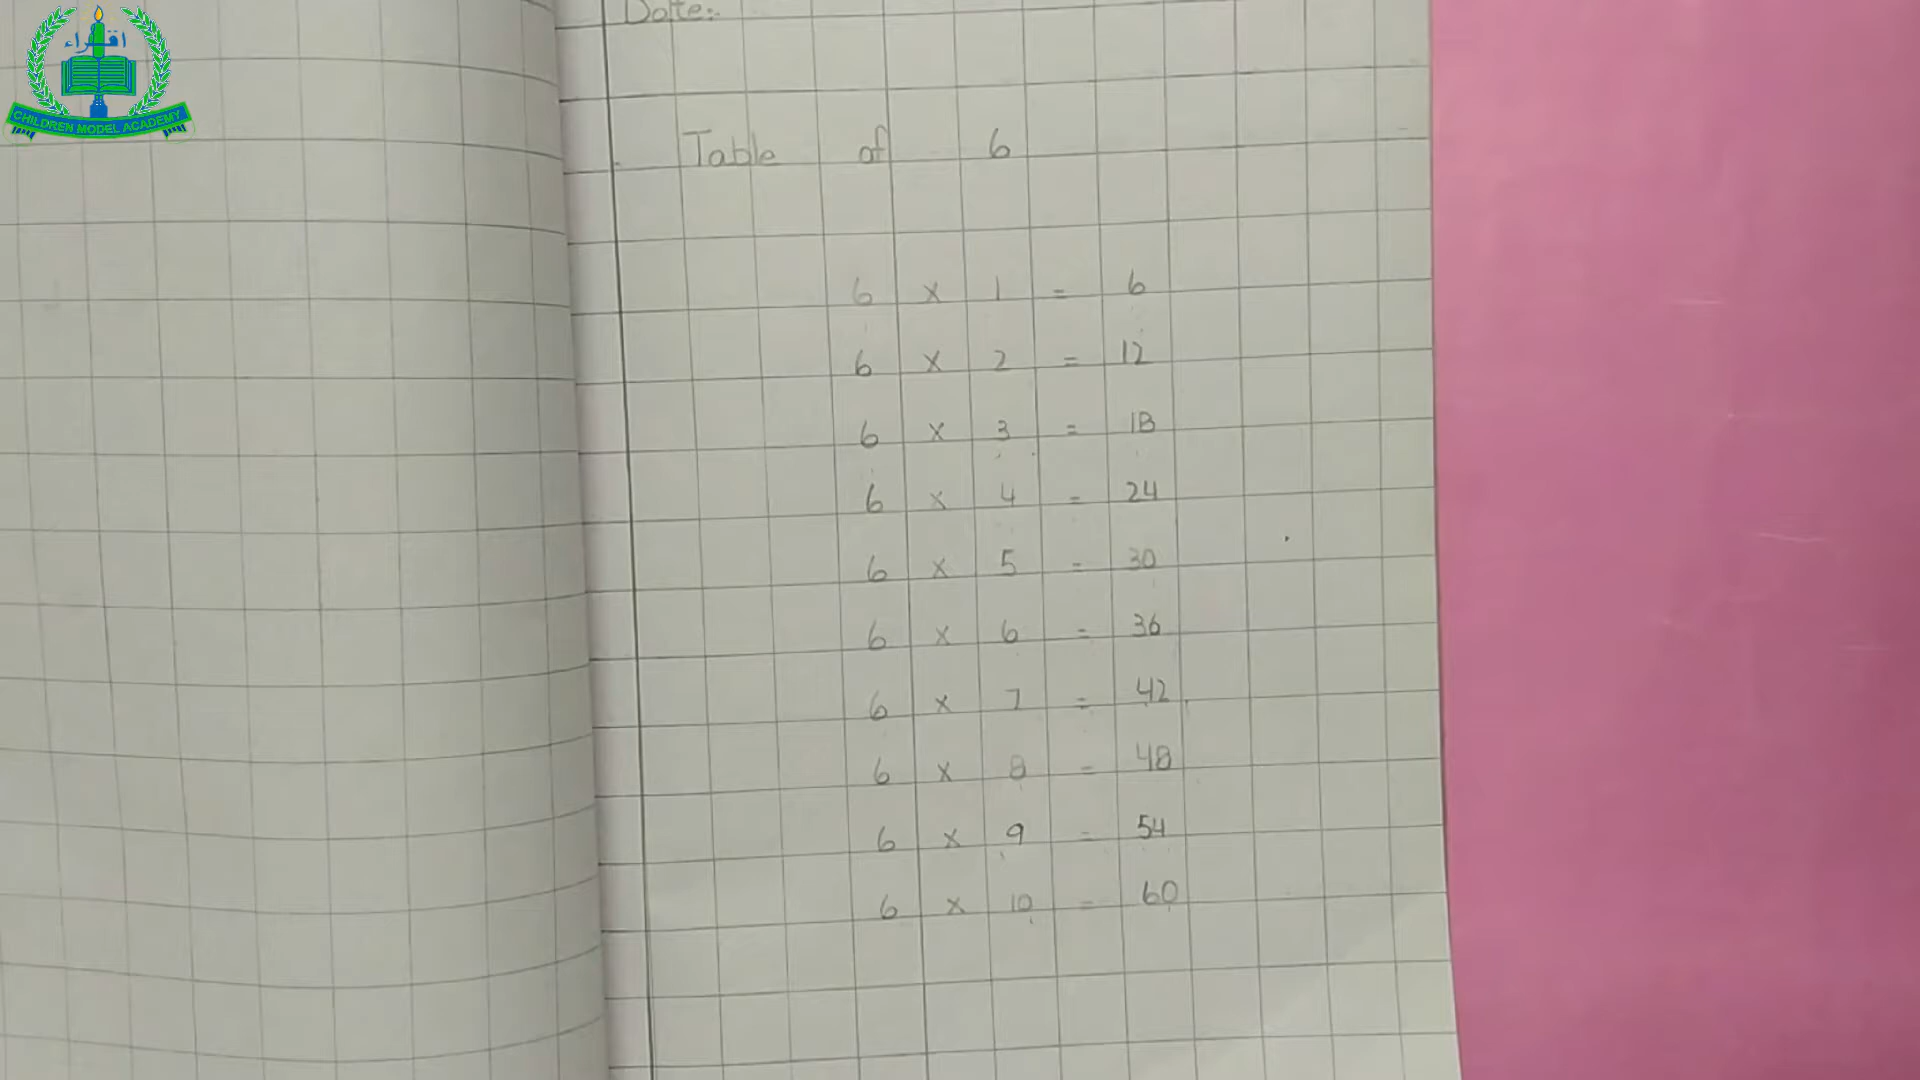 اقراء
CHILDREN MODEL ACADEMY
Date:-
Table of 6
6 x 1 = 6
6 x 2 = 12
6 x 3 = 18
6 x 4 = 24
6 x 5 = 30
6 x 6 = 36
6 x 7 = 42
6 x 8 = 48
6 x 9 = 54
6 x 10 = 60